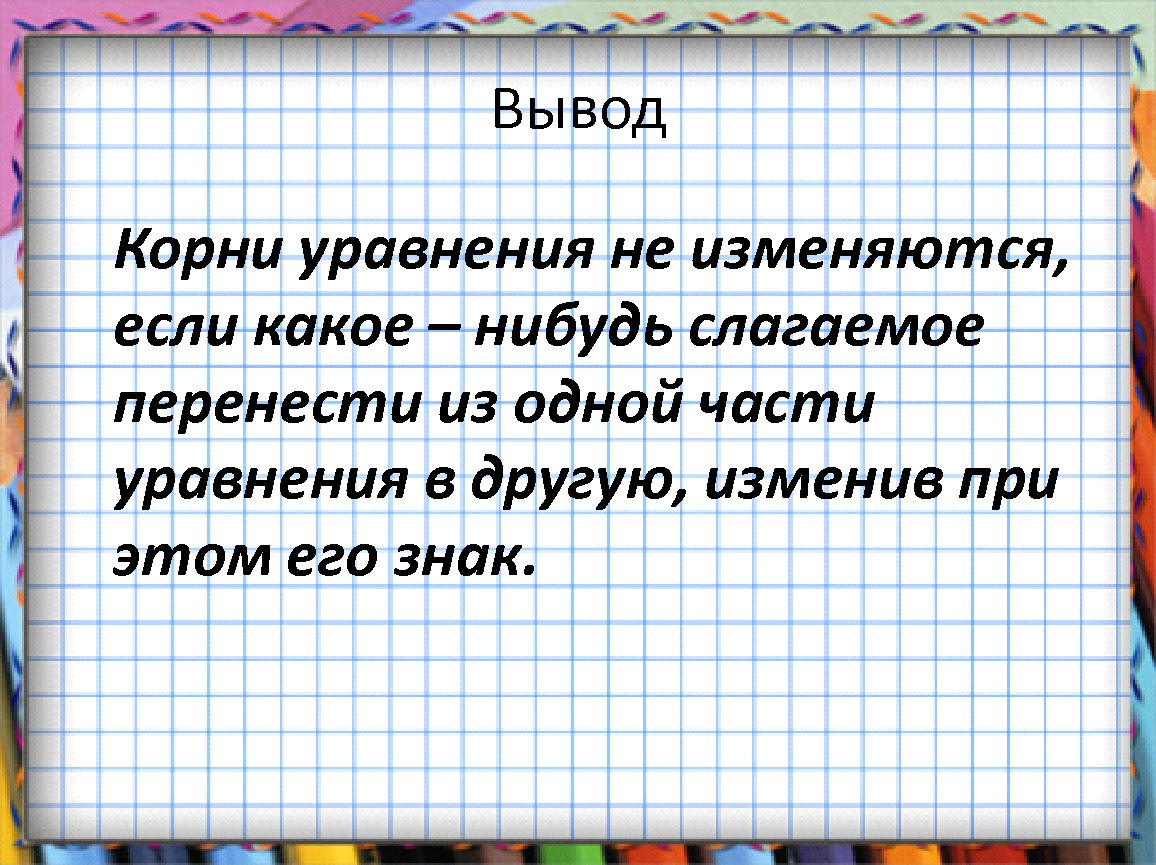 Вывод
Корни уравнения не изменяются,
если какое – нибудь слагаемое
перенести из одной части
уравнения в другую, изменив при
этом его знак.